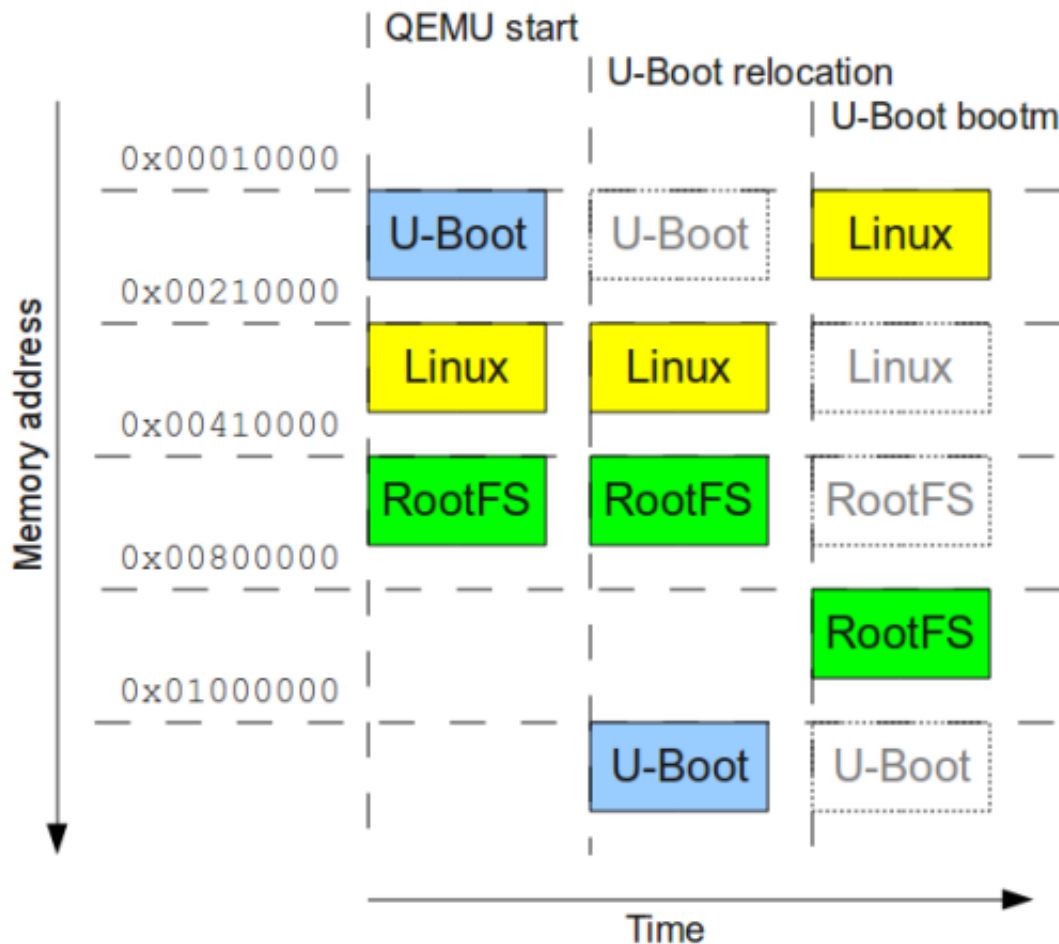 QEMU start
U-Boot relocation
U-Boot bootm
0x00010000
U-Boot U-Boot Linux
0x00210000
Linux Linux Linux
0x00410000
RootFS RootFS RootFS
0x00800000
RootFS
0x01000000
U-Boot U-Boot
Memory address
Time